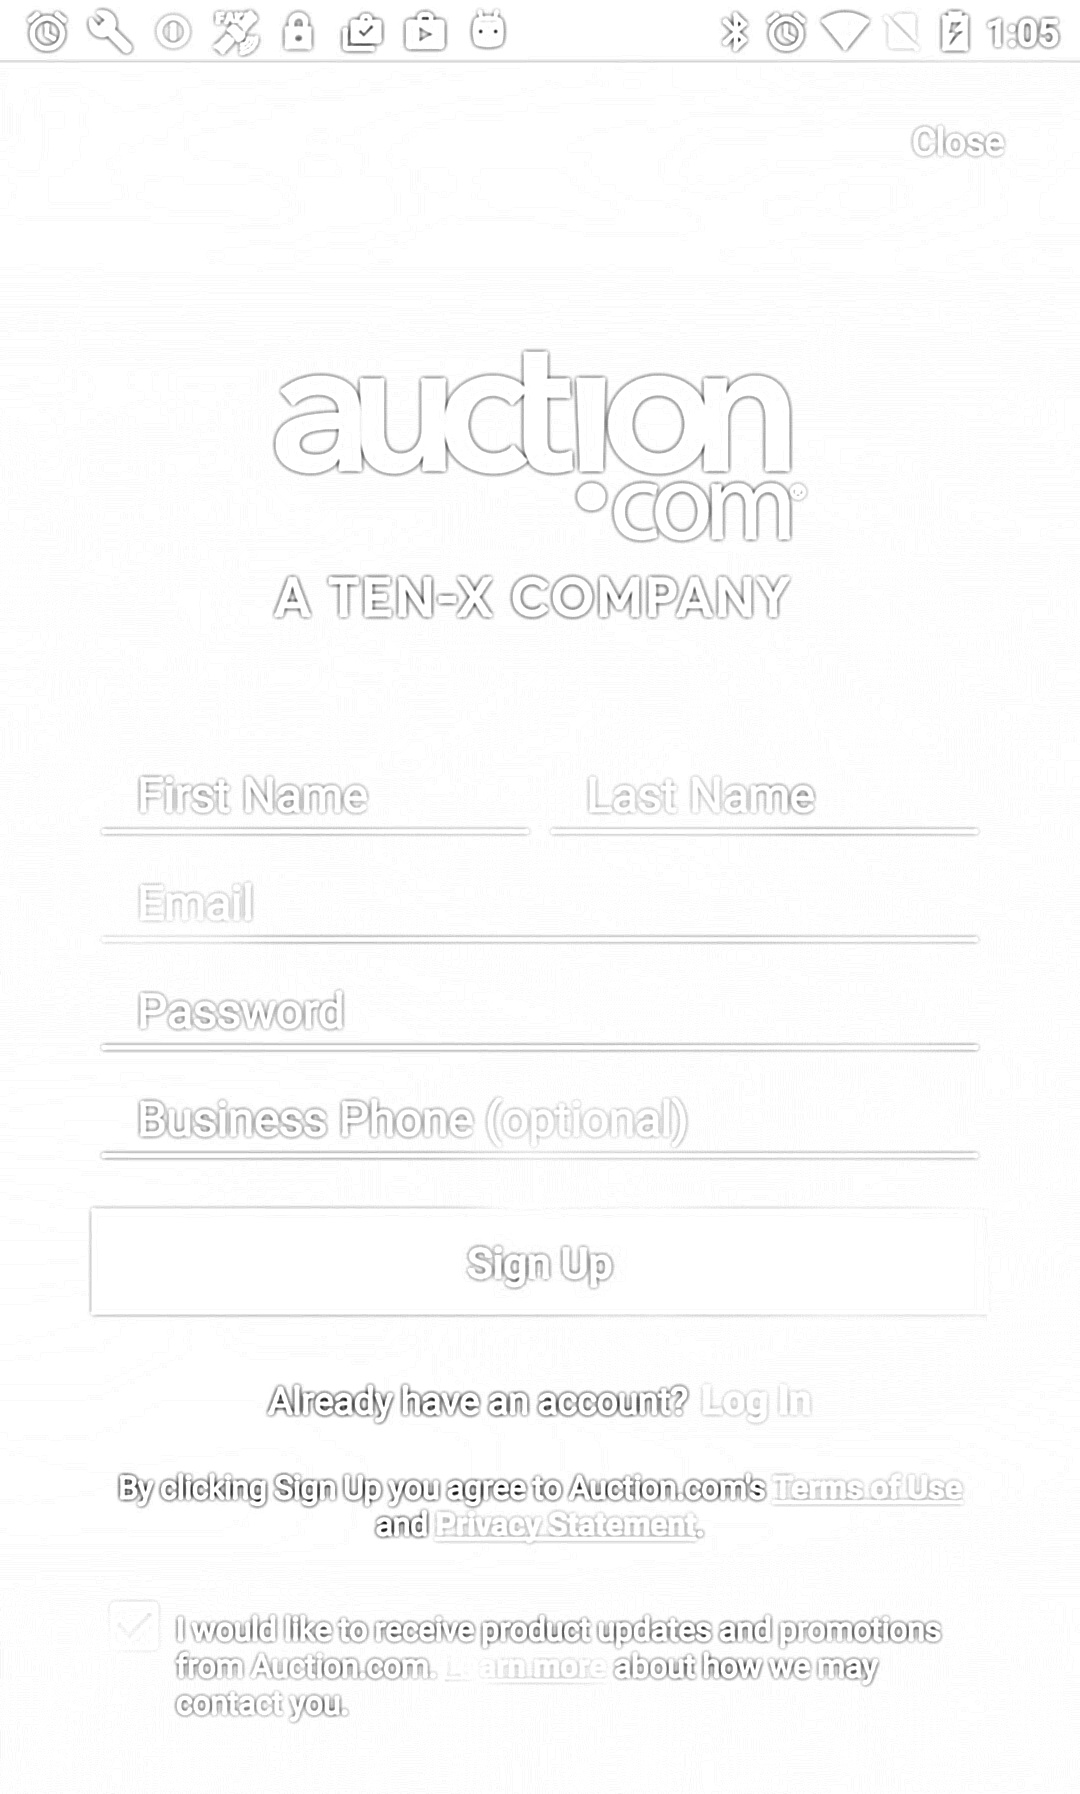 FAV 1:05
Close
auction
.com
A TEN-X COMPANY
First Name Last Name
Email
Password
Business Phone (optional)
Sign Up
Already have an account? Log In
By clicking Sign Up you agree to Auction.com's Terms of Use
and Privacy Statement.
I would like to receive product updates and promotions
from Auction.com. Learn more about how we may
contact you.